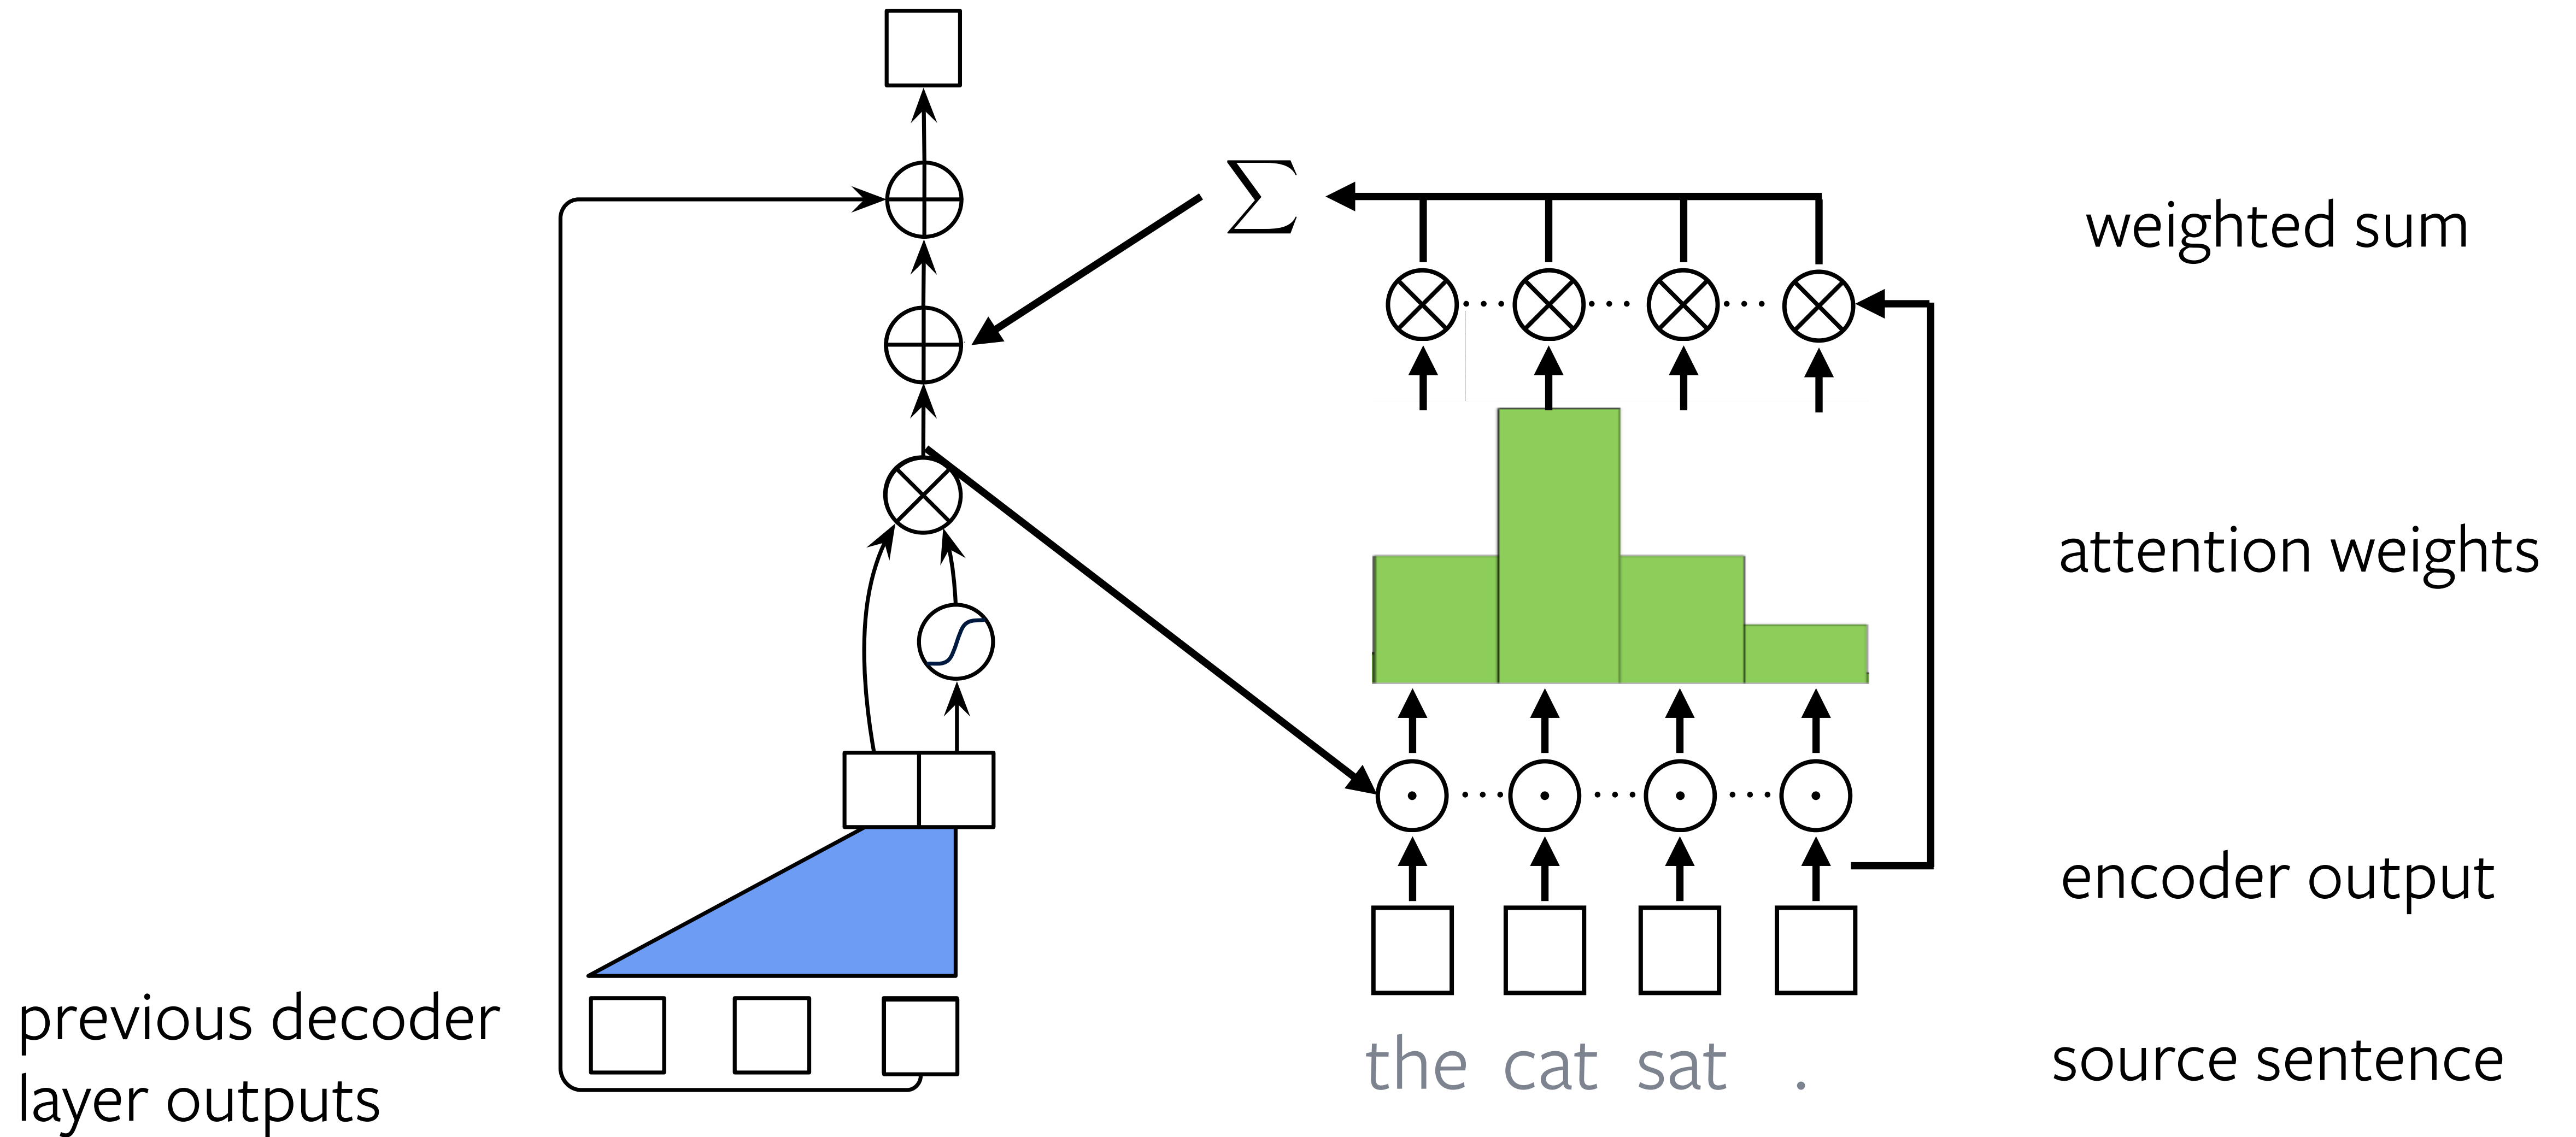 ∑
weighted sum
attention weights
encoder output
previous decoder
layer outputs
the cat sat .
source sentence